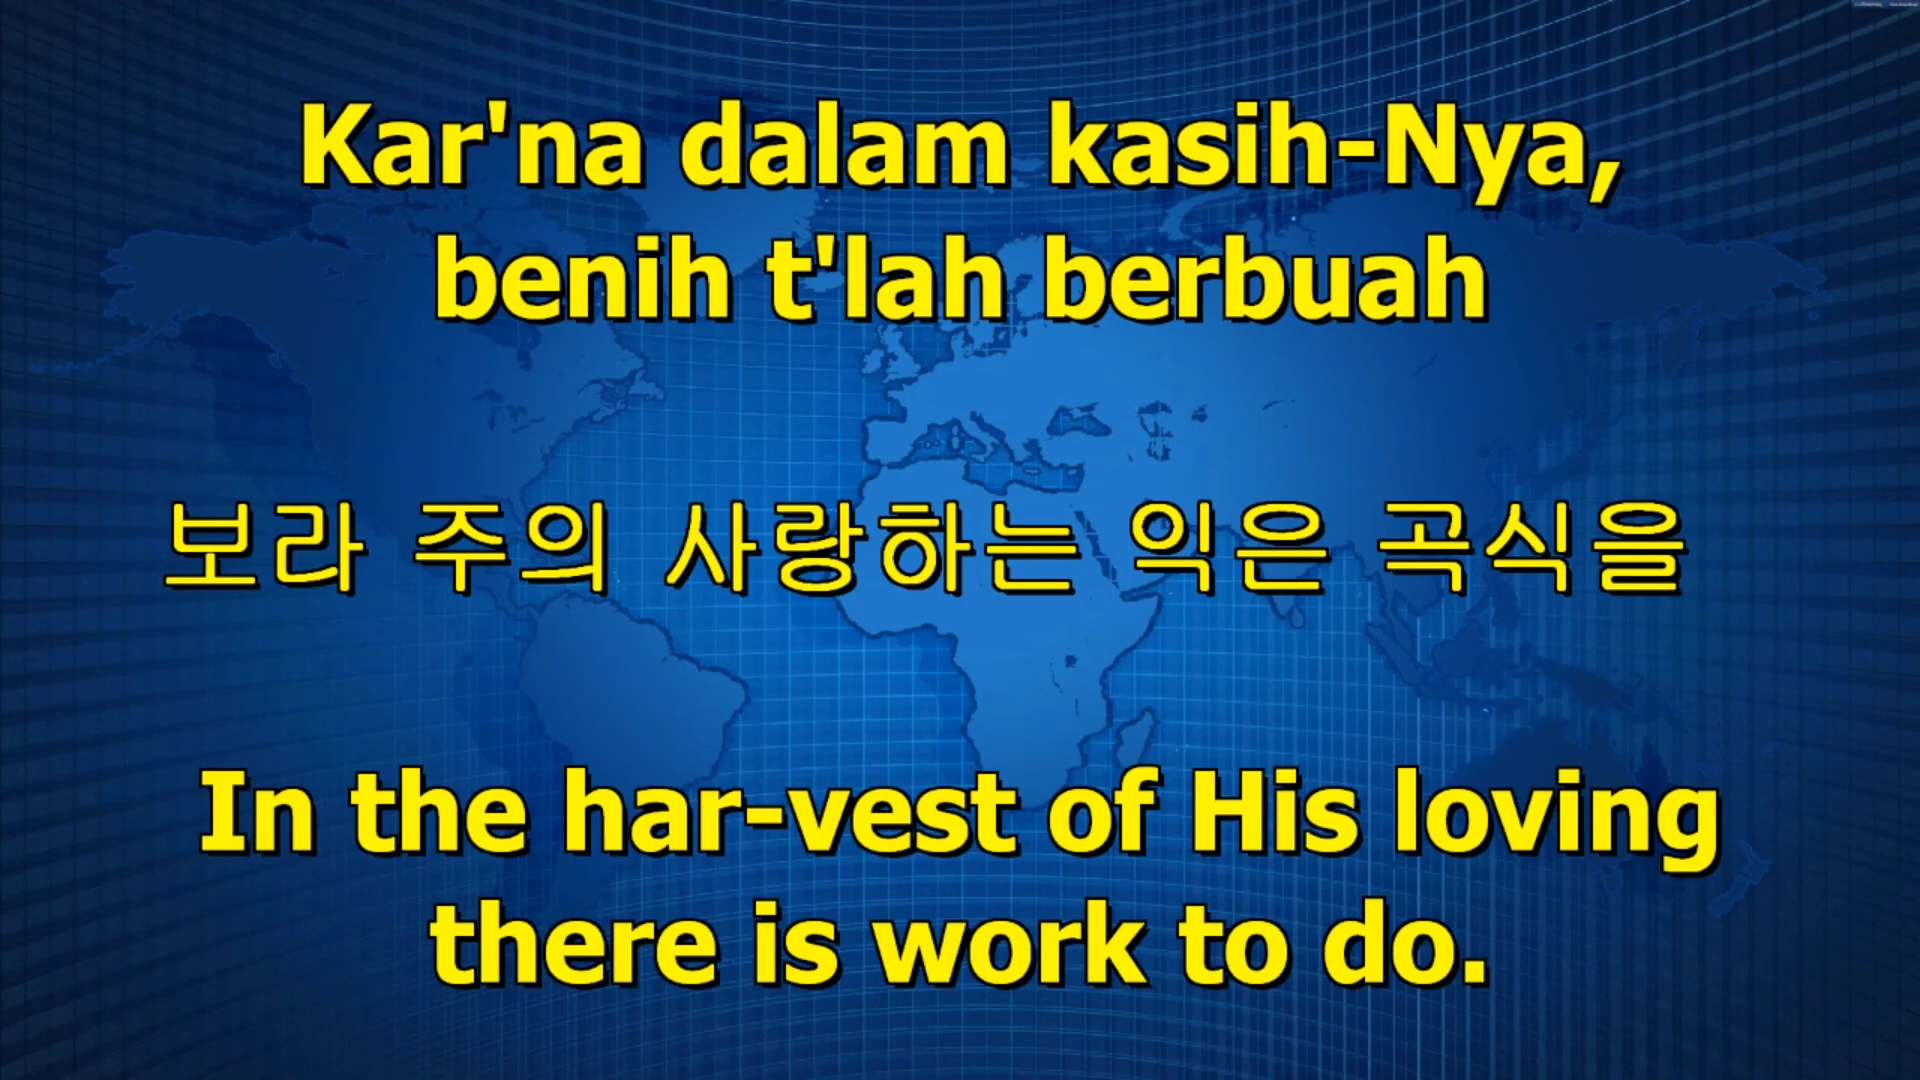 Kar'na dalam kasih-Nya,
benih t'lah berbuah
보라 주의 사랑하는 익은 곡식을
In the har-vest of His loving
there is work to do.